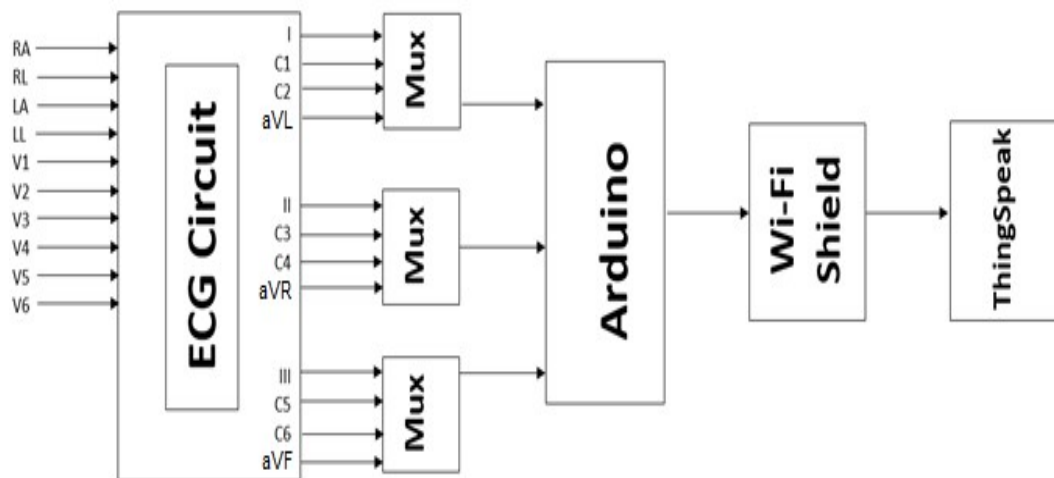 RA
RL
LA
LL
V1
V2
V3
V4
V5
V6
ECG Circuit
I
C1
C2
aVL
II
C3
C4
aVR
III
C5
C6
aVF
Mux
Mux
Mux
Arduino
Wi-Fi
Shield
ThingSpeak